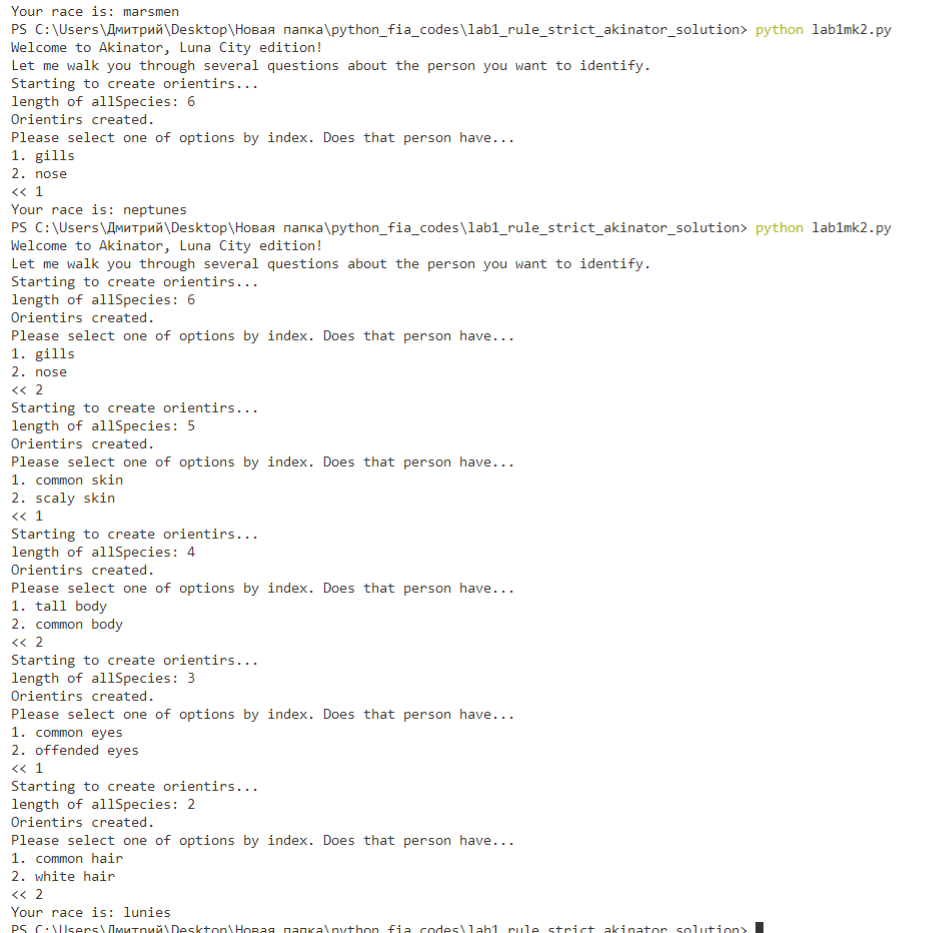 Your race is: marsmen
PS C:\Users\Дмитрий\Desktop\Новая папка\python_fia_codes\lab1_rule_strict_akinator_solution> python lab1mk2.py
Welcome to Akinator, Luna City edition!
Let me walk you through several questions about the person you want to identify.
Starting to create orientirs...
length of allSpecies: 6
Orientirs created.
Please select one of options by index. Does that person have...
1. gills
2. nose
<< 1
Your race is: neptunes
PS C:\Users\Дмитрий\Desktop\Новая папка\python_fia_codes\lab1_rule_strict_akinator_solution> python lab1mk2.py
Welcome to Akinator, Luna City edition!
Let me walk you through several questions about the person you want to identify.
Starting to create orientirs...
length of allSpecies: 6
Orientirs created.
Please select one of options by index. Does that person have...
1. gills
2. nose
<< 2
Starting to create orientirs...
length of allSpecies: 5
Orientirs created.
Please select one of options by index. Does that person have...
1. common skin
2. scaly skin
<< 1
Starting to create orientirs...
length of allSpecies: 4
Orientirs created.
Please select one of options by index. Does that person have...
1. tall body
2. common body
<< 2
Starting to create orientirs...
length of allSpecies: 3
Orientirs created.
Please select one of options by index. Does that person have...
1. common eyes
2. offended eyes
<< 1
Starting to create orientirs...
length of allSpecies: 2
Orientirs created.
Please select one of options by index. Does that person have...
1. common hair
2. white hair
<< 2
Your race is: lunies
PS C:\Users\Дмитрий\Desktop\Новая папка\python_fia_codes\lab1_rule_strict_akinator_solution>